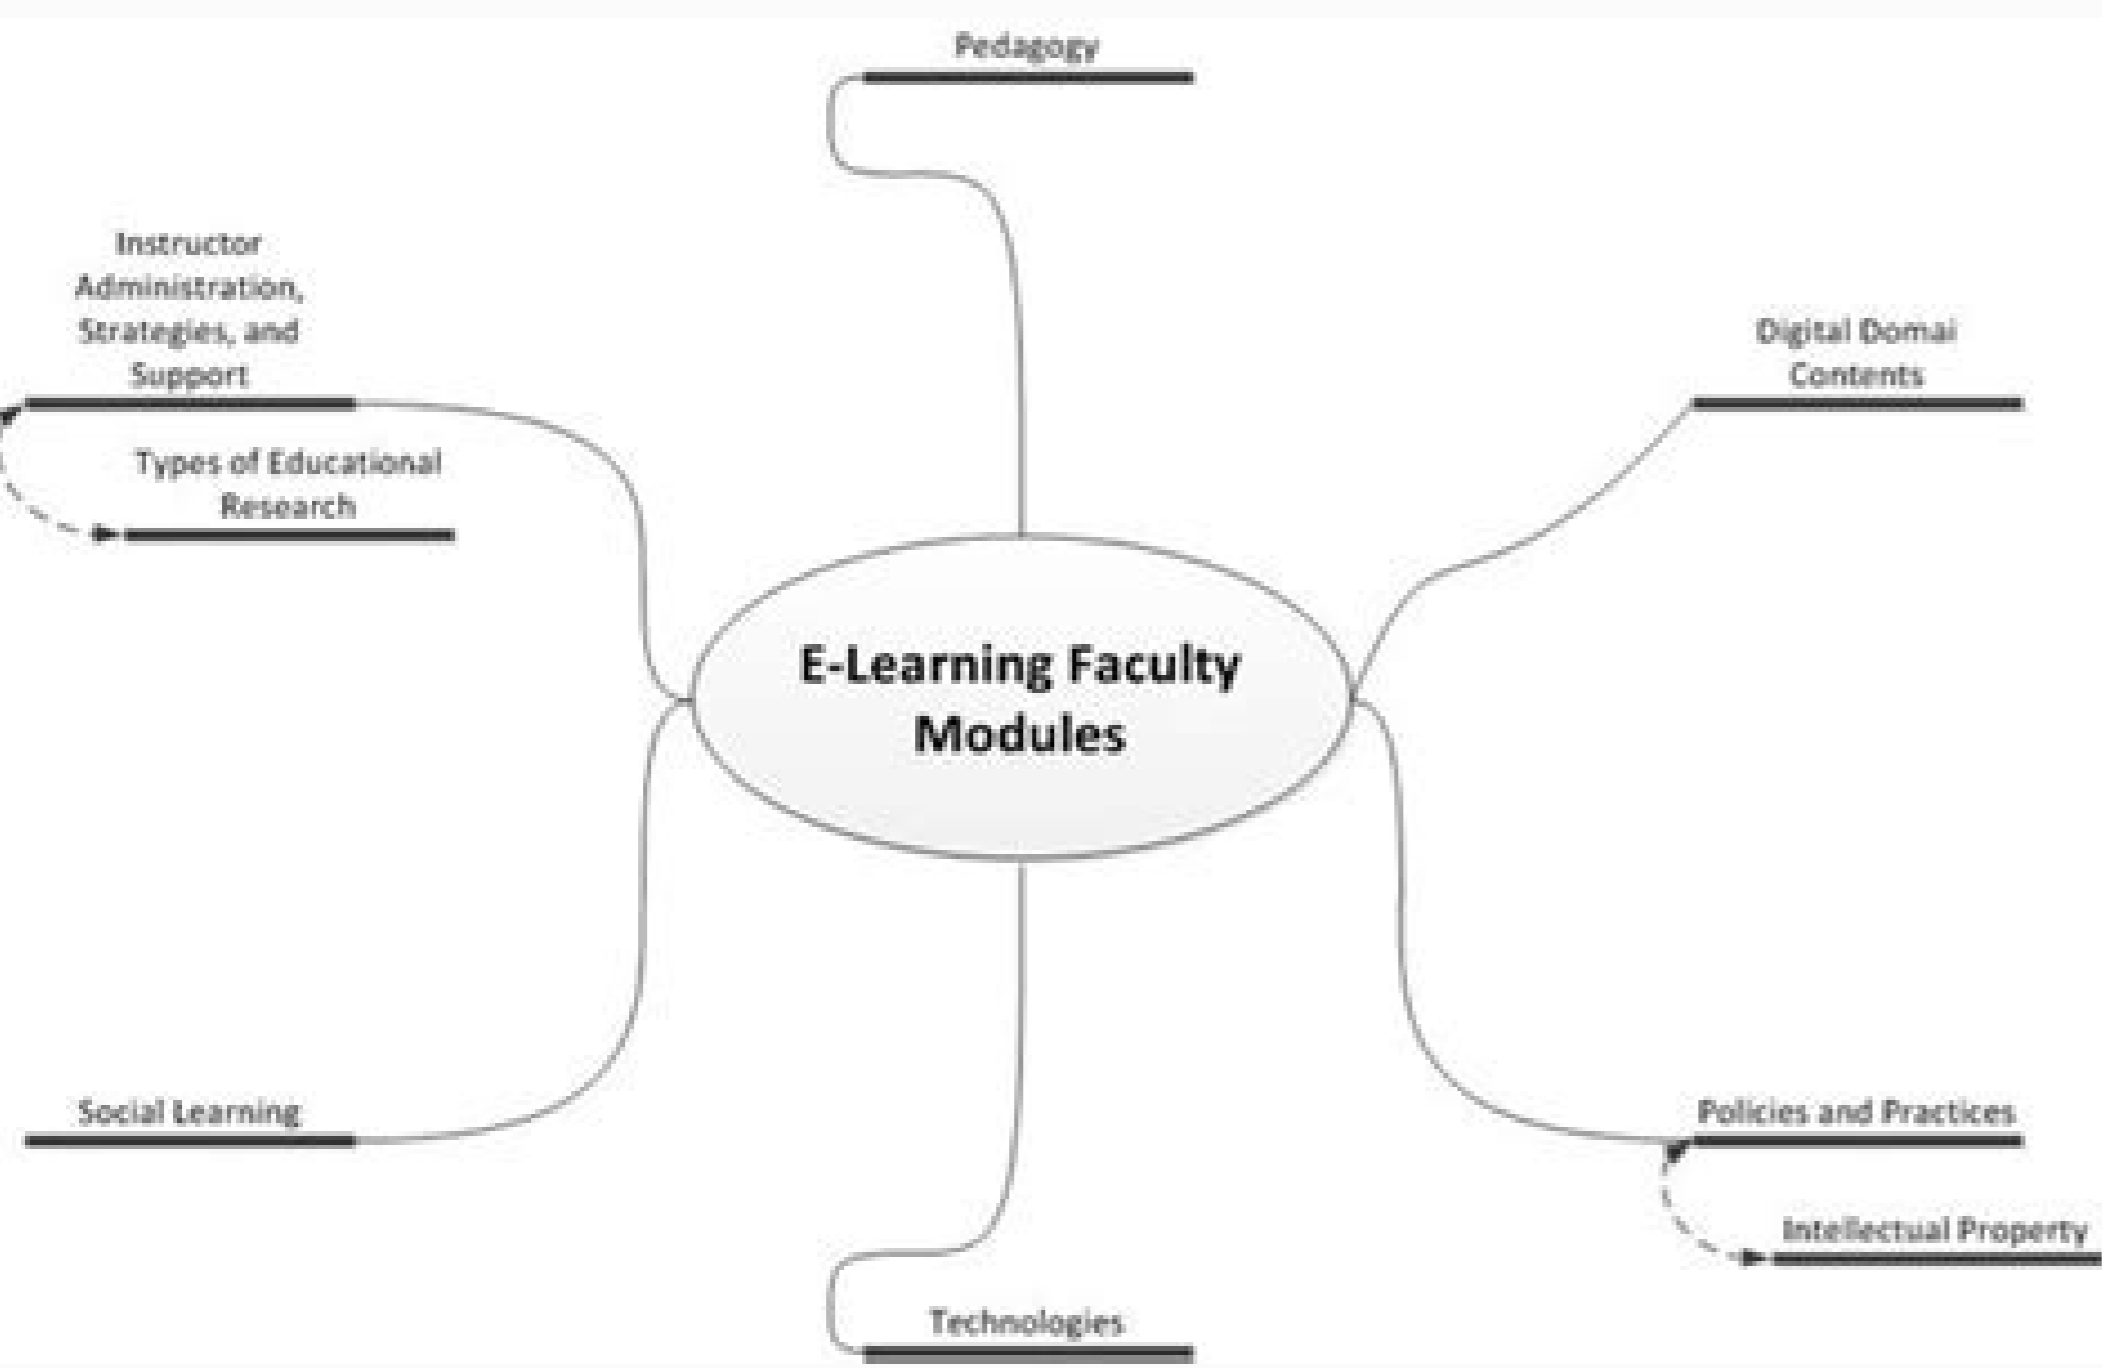 Pedagogy
Instructor
Administration,
Strategies, and
Support
Types of Educational
Research
Digital Domai
Contents
E-Learning Faculty
Modules
Social Learning
Policies and Practices
Intellectual Property
Technologies